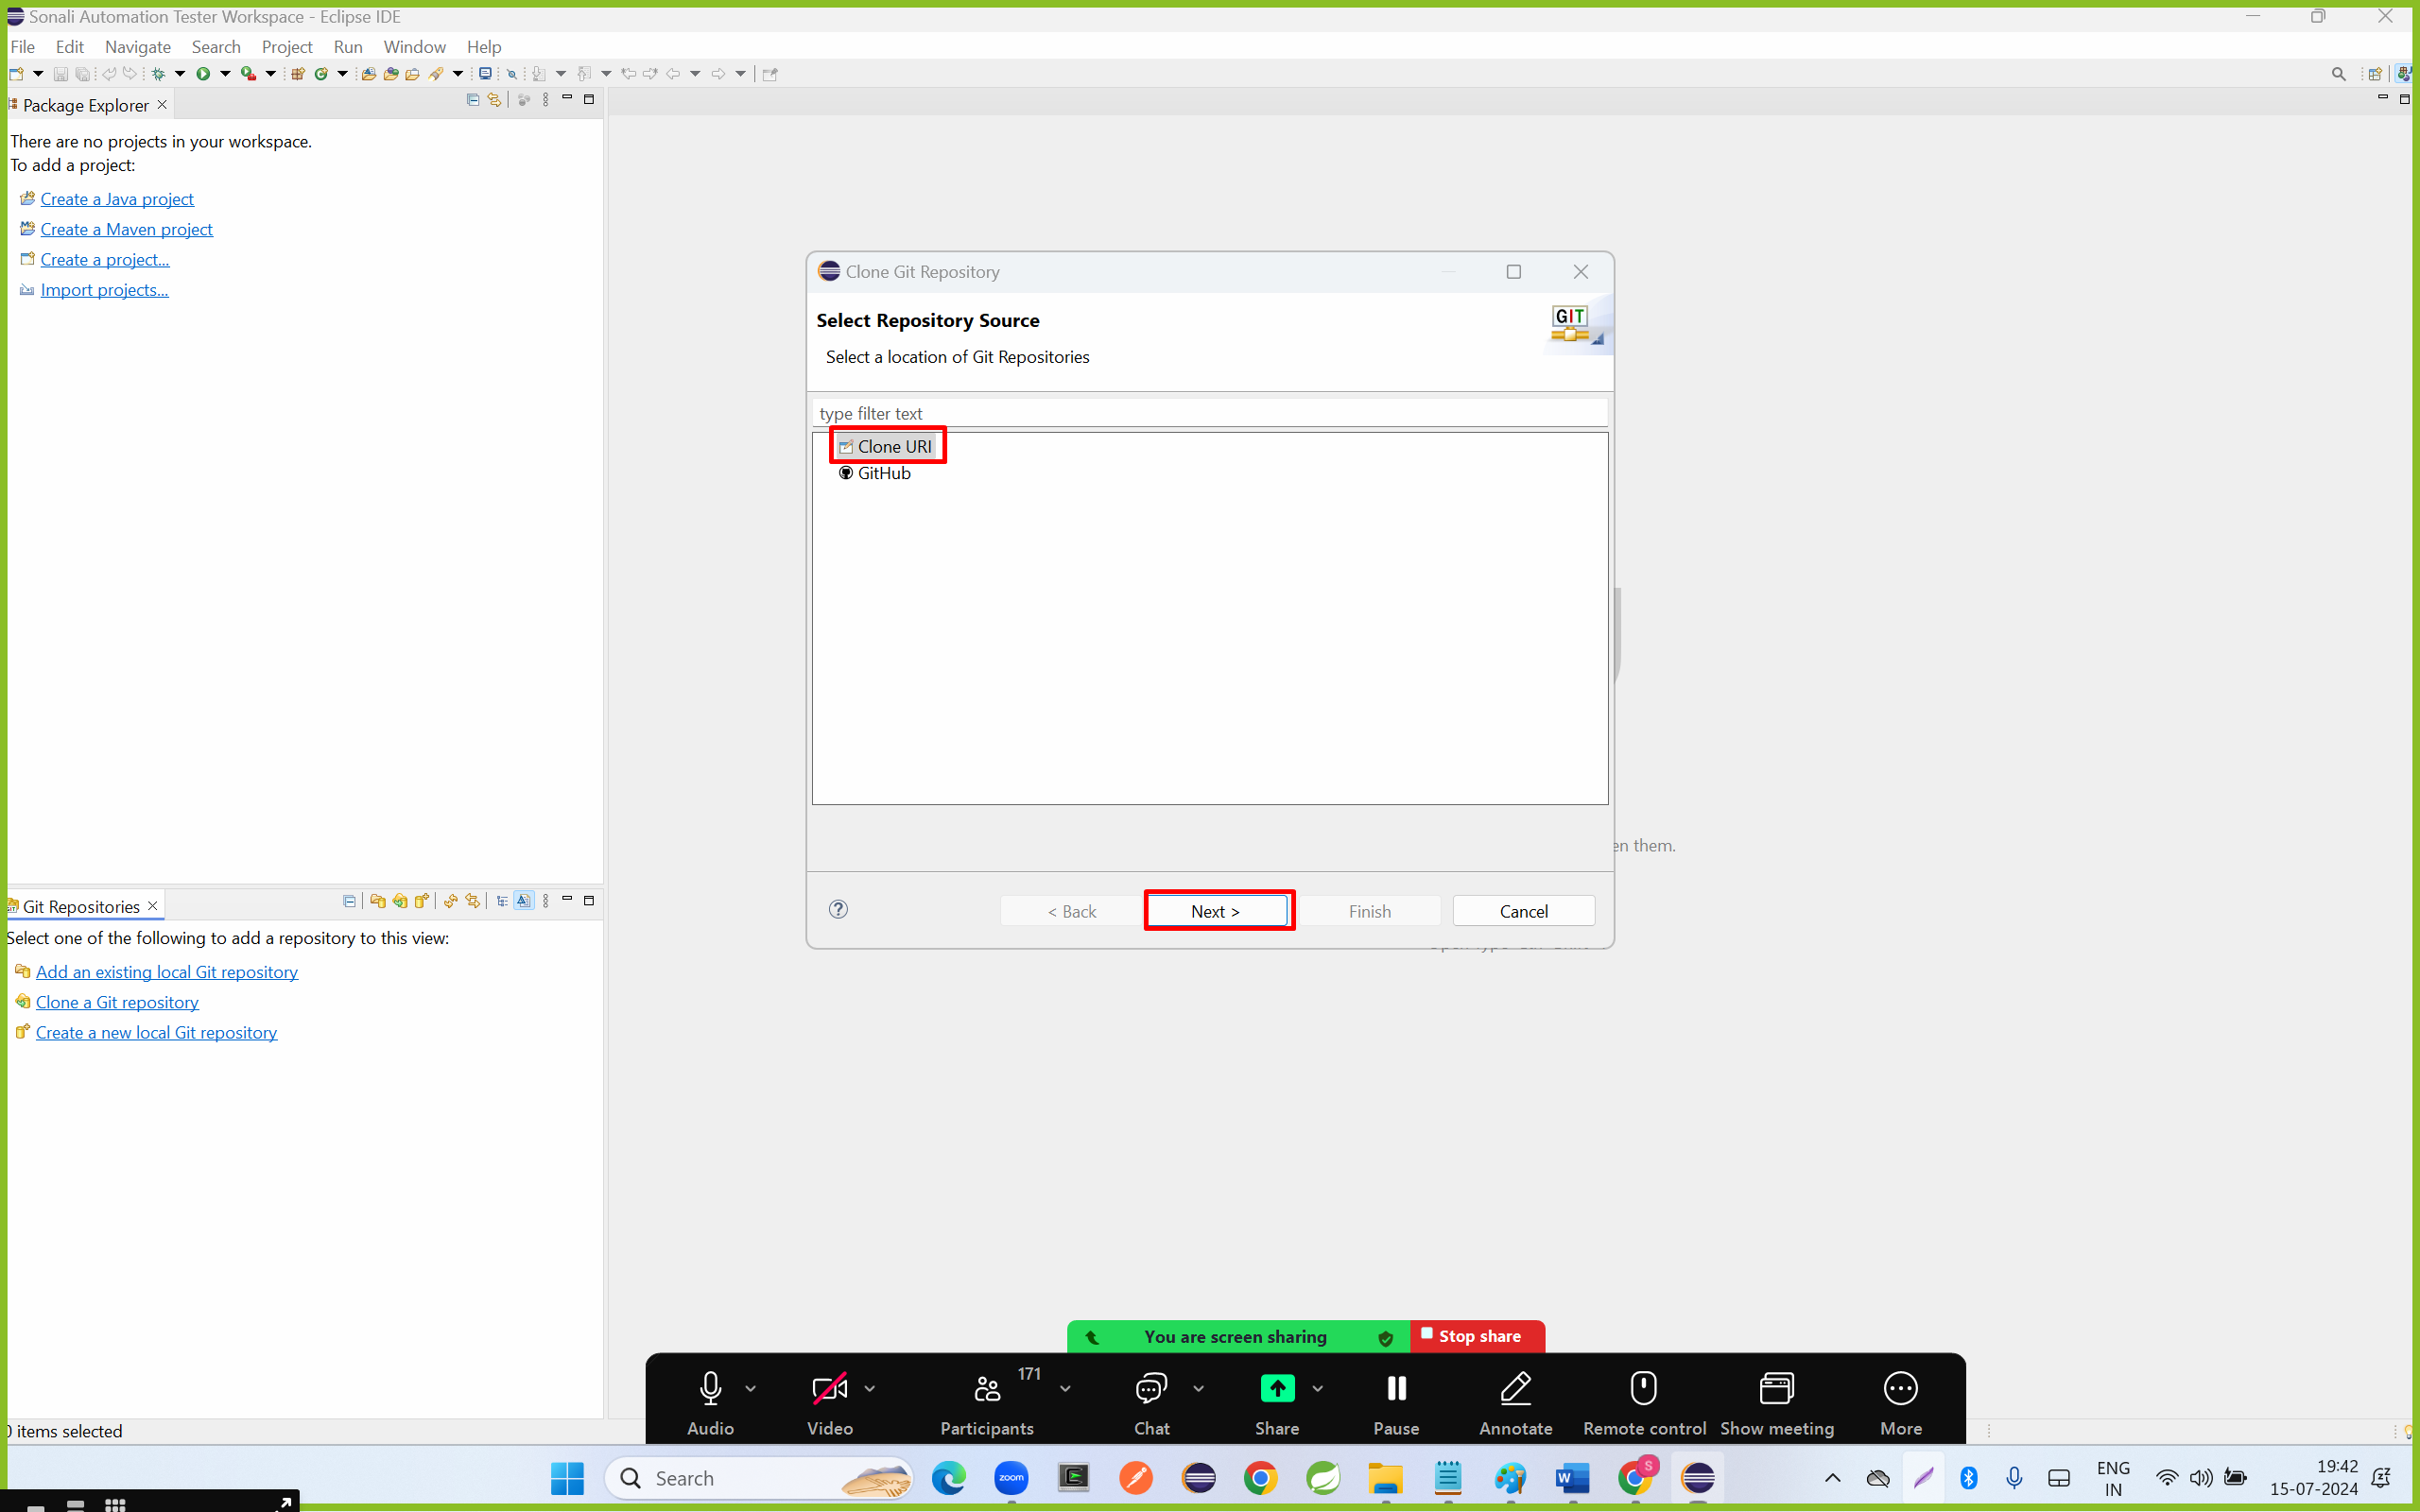 Sonali Automation Tester Workspace - Eclipse IDE
File Edit Navigate Search Project Run Window Help
Package Explorer
There are no projects in your workspace.
To add a project:
Create a Java project
Create a Maven project
Create a project...
Import projects...
Clone Git Repository
Select Repository Source
Select a location of Git Repositories
GIT
type filter text
Clone URI
GitHub
en them.
< Back Next > Finish Cancel
Git Repositories
Select one of the following to add a repository to this view:
Add an existing local Git repository
Clone a Git repository
Create a new local Git repository
You are screen sharing Stop share
171
Audio Video Participants Chat Share Pause Annotate Remote control Show meeting More
items selected
Search
zoom
S
ENG
IN
19:42
15-07-2024